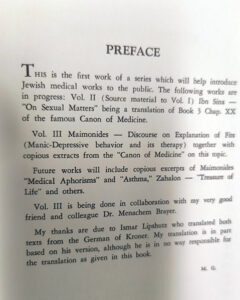 PREFACE
THIS is the first work of a series which will help introduce
Jewish medical works to the public. The following works are
in progress: Vol. II (Source material to Vol. I) Ibn Sina —
"On Sexual Matters" being a translation of Book 3 Chap. XX
of the famous Canon of Medicine.
Vol. III Maimonides — Discourse on Explanation of Fits
(Manic-Depressive behavior and its therapy) together with
copious extracts from the "Canon of Medicine" on this topic.
Future works will include copious excerpts of Maimonides
"Medical Aphorisms" and "Asthma," Zahalon — "Treasure of
Life" and others.
Vol. III is being done in collaboration with my very good
friend and colleague Dr. Menachem Brayer.
My thanks are due to Ismar Lipshutz who translated both
texts from the German of Kroner. My translation is in part
based on his version, although he is in no way responsible for
the translation as given in this book.
M. G.